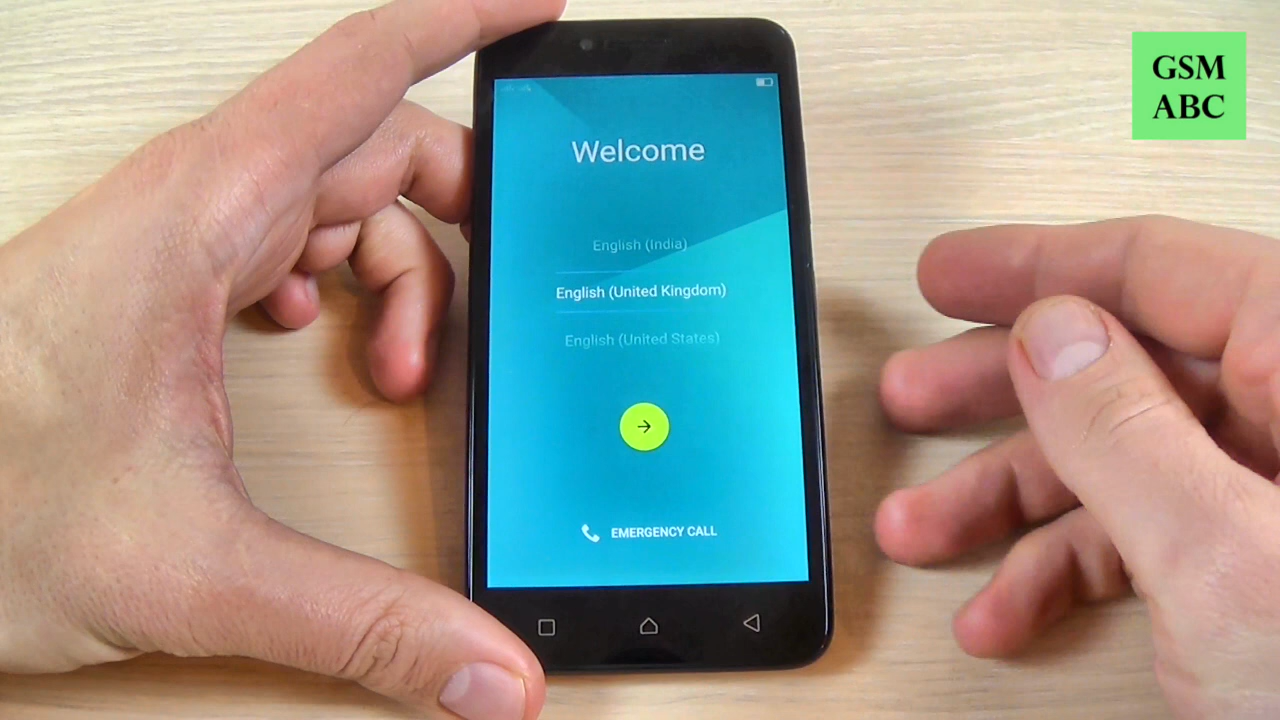 GSM
ABC
Welcome
English (India)
English (United Kingdom)
English (United States)
EMERGENCY CALL